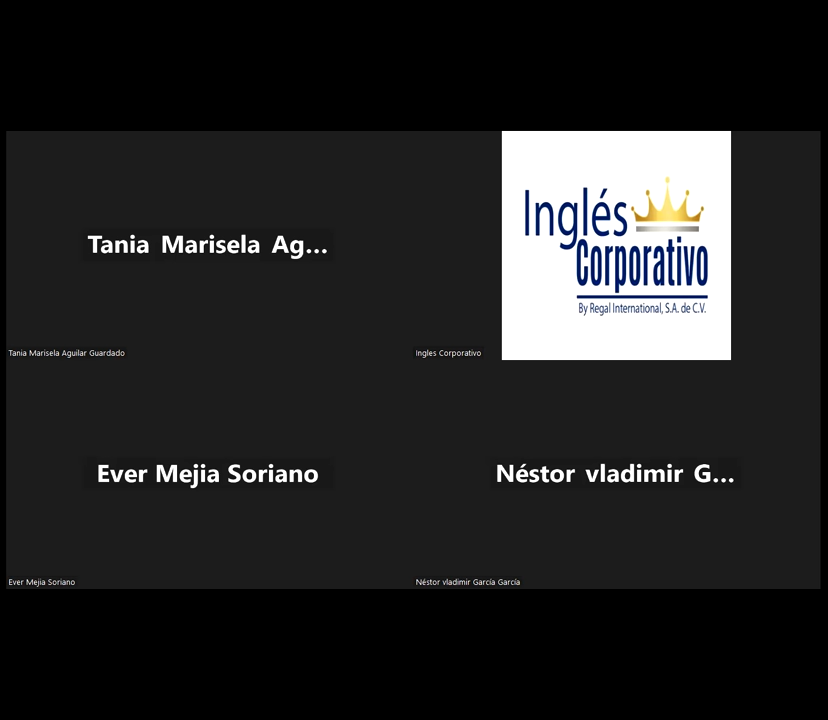 Tania Marisela Ag...
Tania Marisela Aguilar Guardado
Inglés
Corporativo
By Regal International, S.A. de C.V.
Ingles Corporativo
Ever Mejia Soriano
Ever Mejia Soriano
Néstor vladimir G...
Néstor vladimir García García